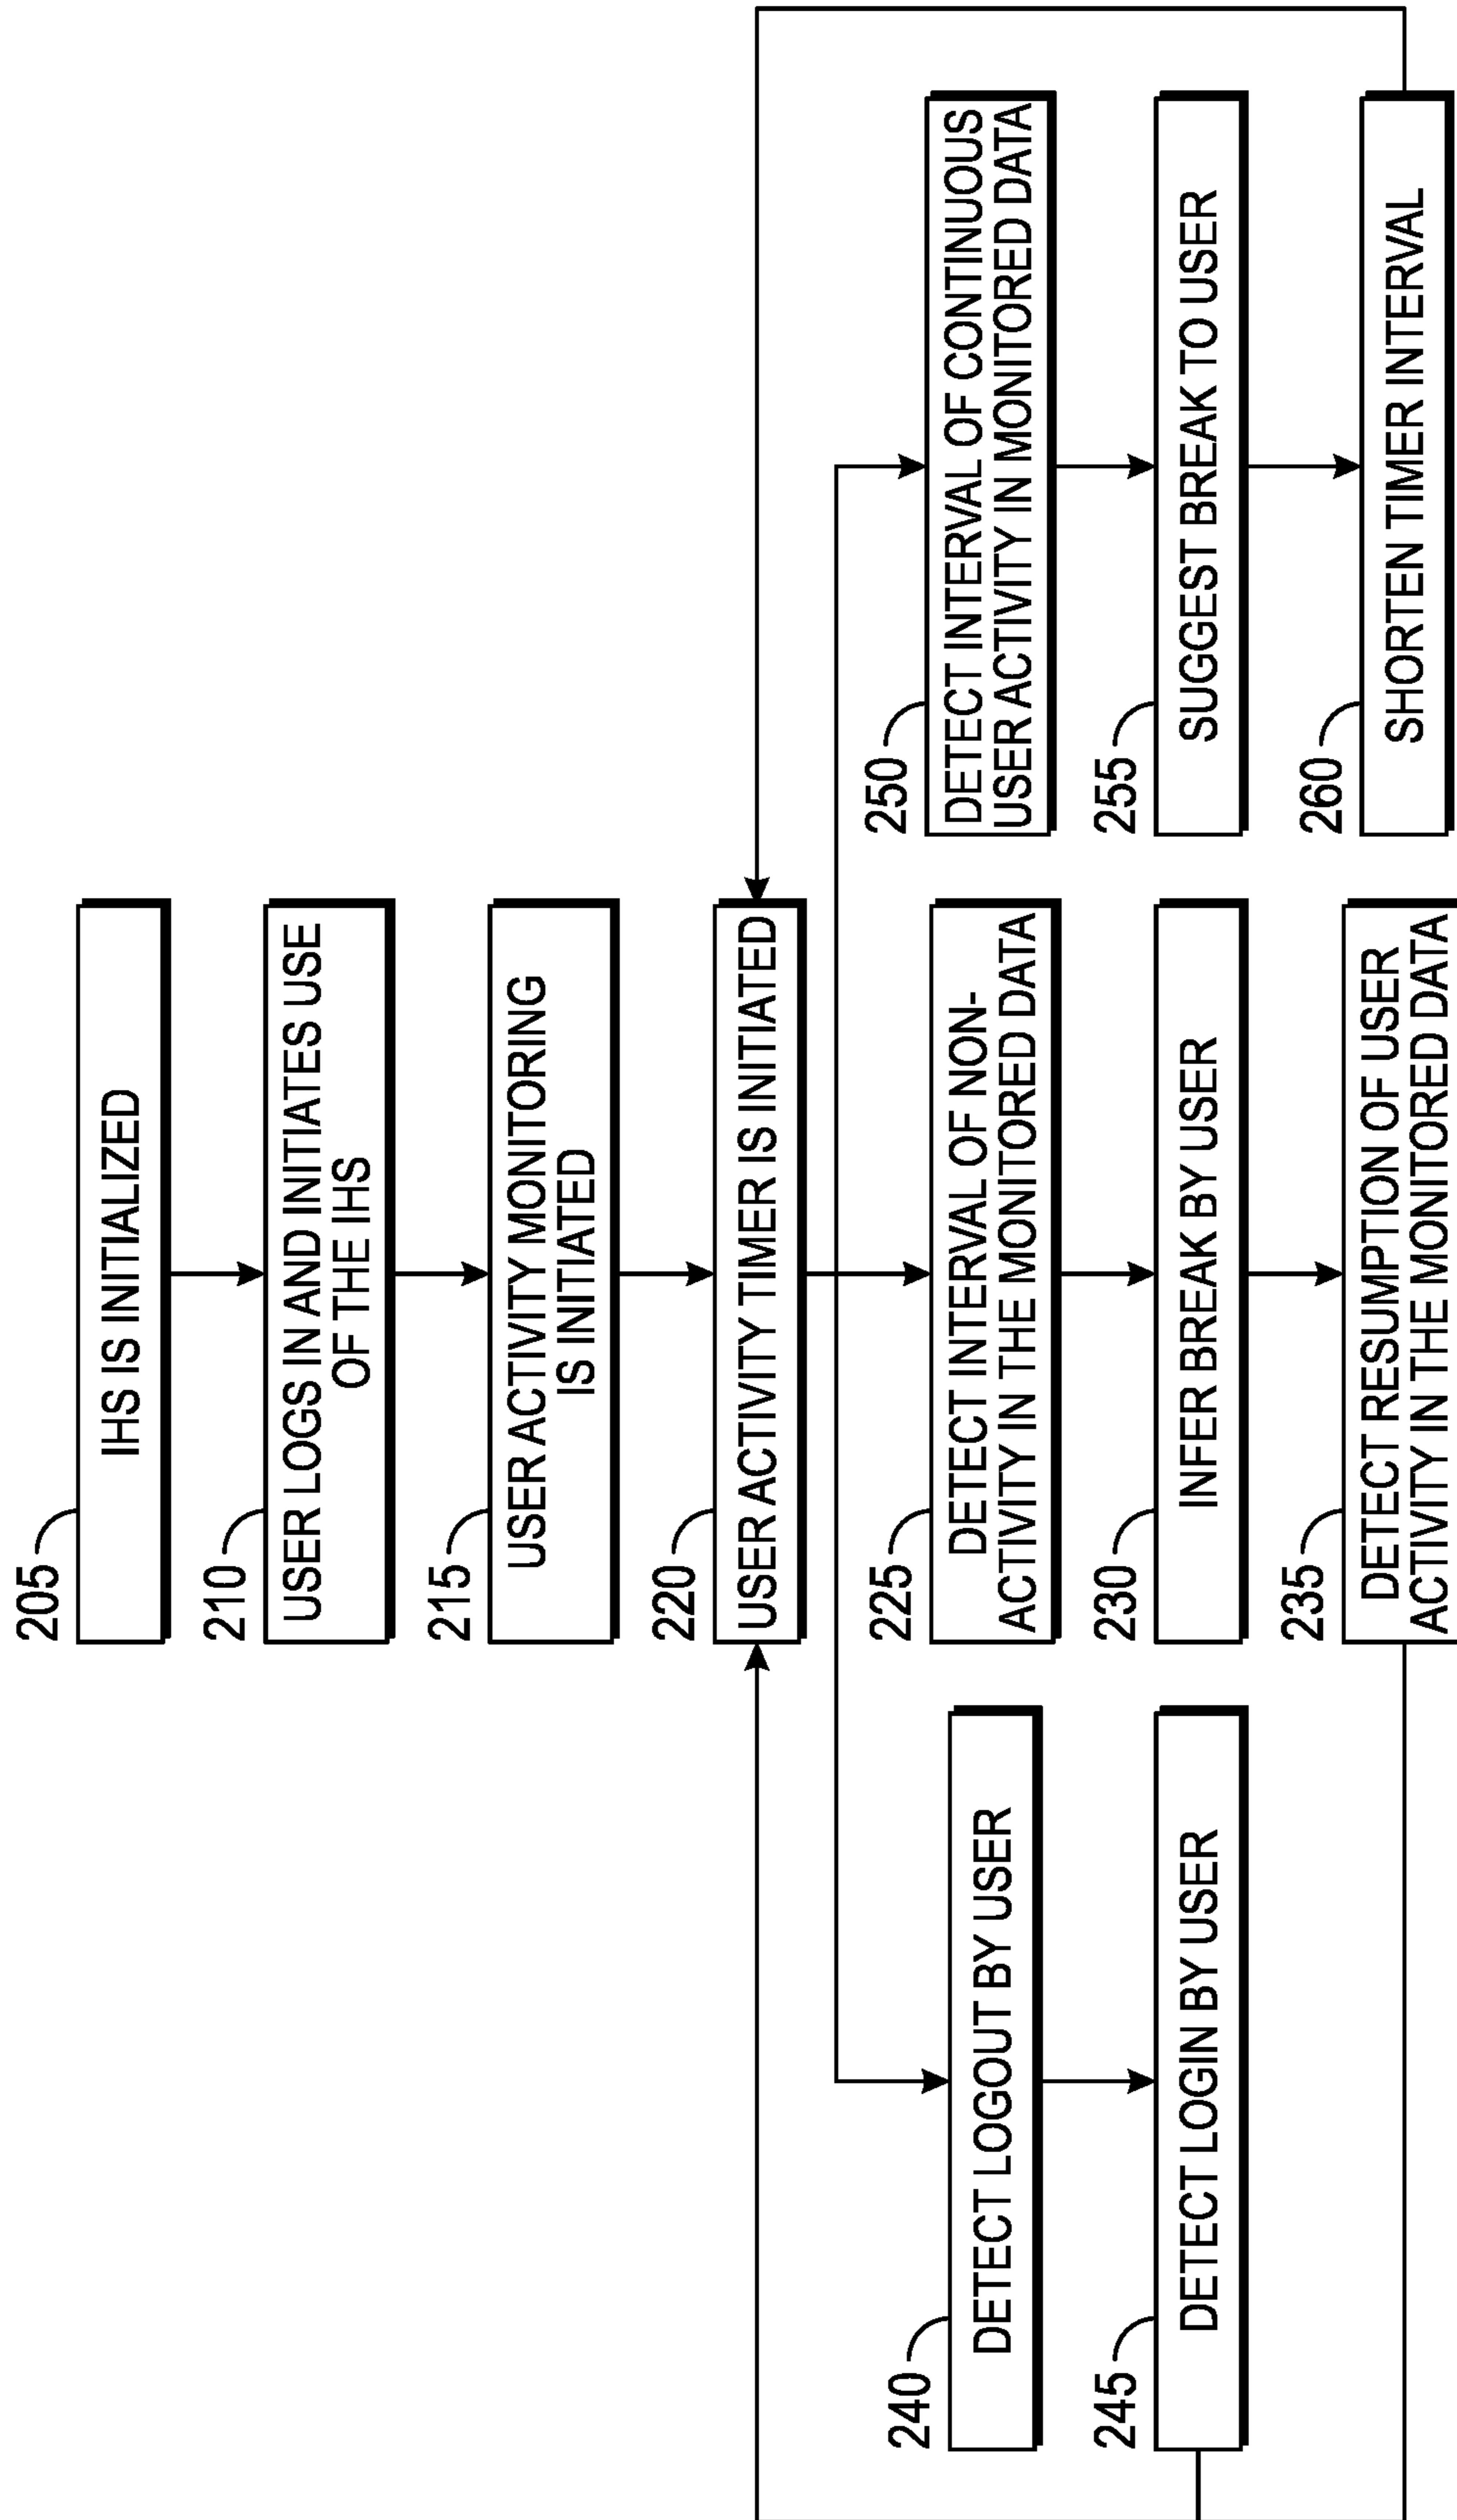 205
IHS IS INITIALIZED
210
USER LOGS IN AND INITIATES USE
OF THE IHS
215
USER ACTIVITY MONITORING
IS INITIATED
220
USER ACTIVITY TIMER IS INITIATED
240
DETECT LOGOUT BY USER
245
DETECT LOGIN BY USER
225
DETECT INTERVAL OF NON-
ACTIVITY IN THE MONITORED DATA
230
INFER BREAK BY USER
235
DETECT RESUMPTION OF USER
ACTIVITY IN THE MONITORED DATA
250
DETECT INTERVAL OF CONTINUOUS
USER ACTIVITY IN MONITORED DATA
255
SUGGEST BREAK TO USER
260
SHORTEN TIMER INTERVAL